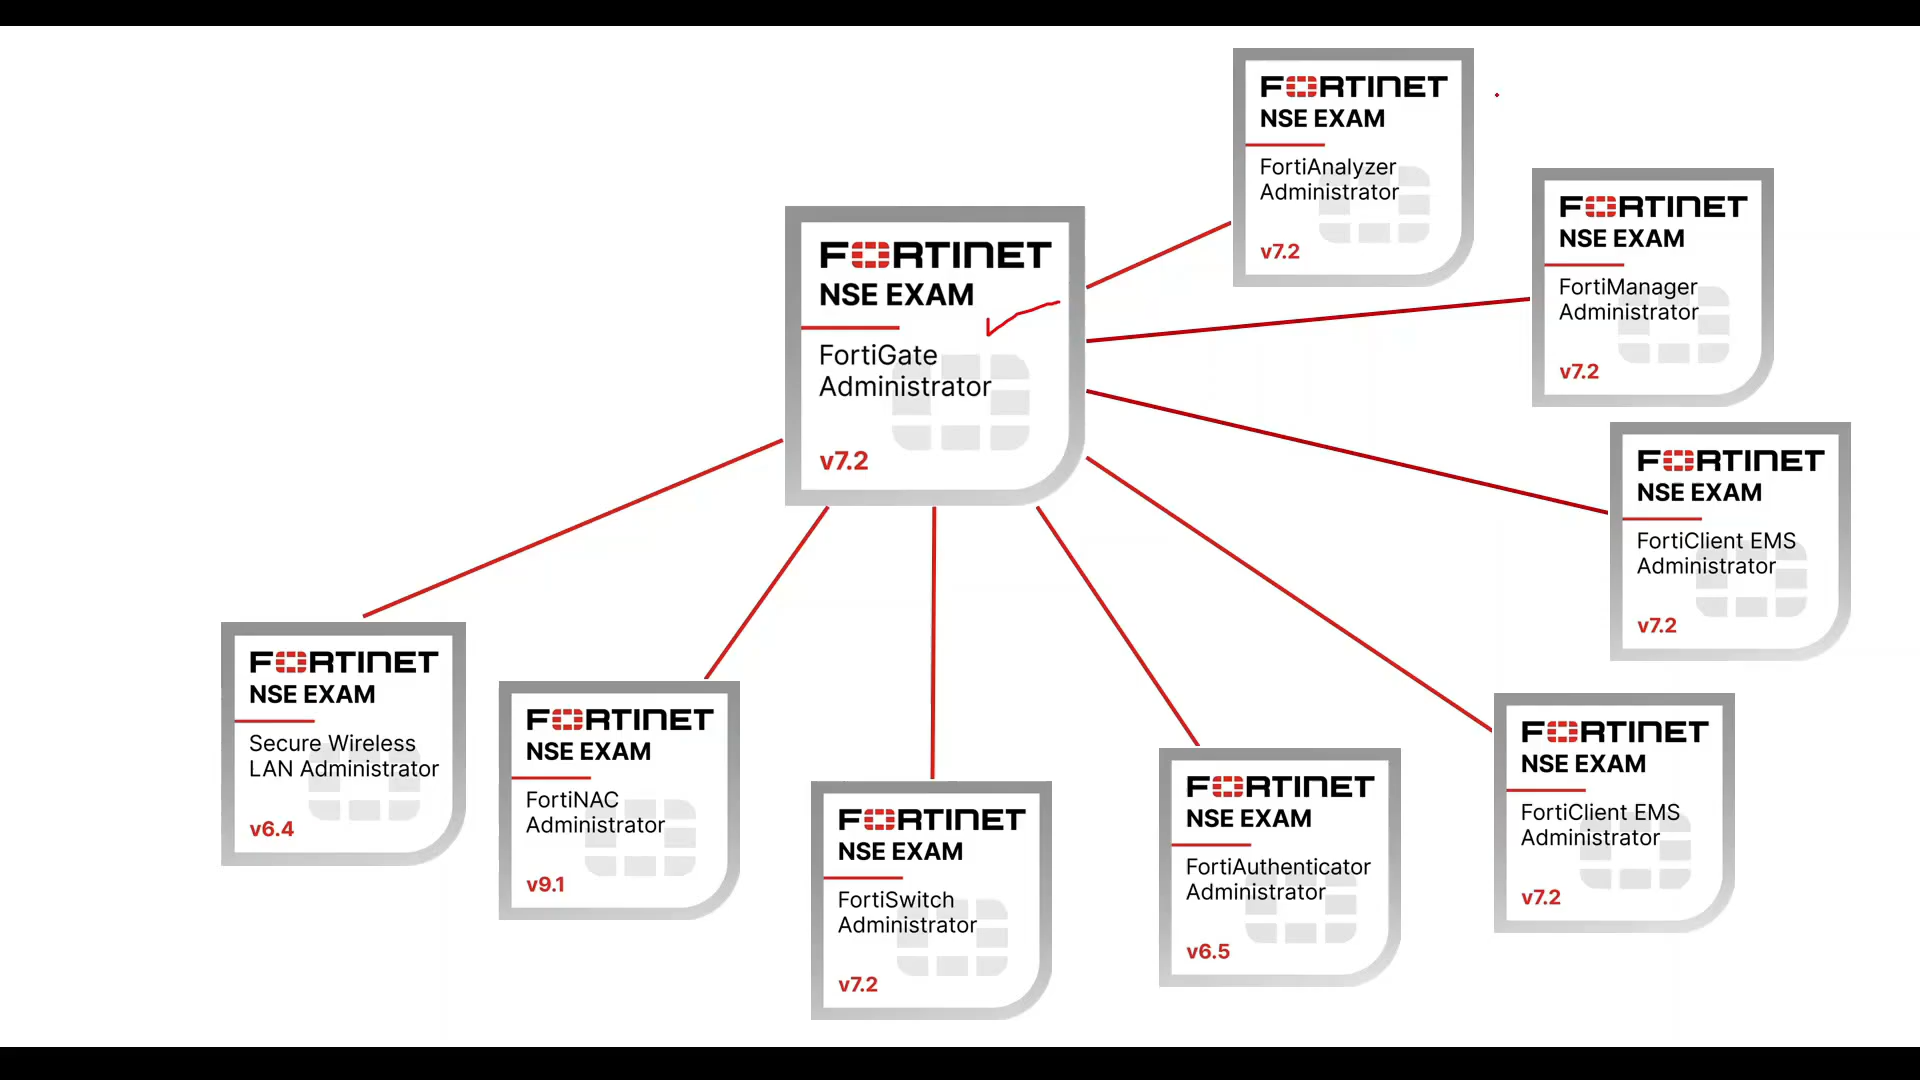 FORTINET
NSE EXAM
FortiAnalyzer
Administrator
v7.2
FORTINET
NSE EXAM
FortiManager
Administrator
v7.2
FORTINET
NSE EXAM
FortiGate
Administrator
v7.2
FORTINET
NSE EXAM
FortiClient EMS
Administrator
v7.2
FORTINET
NSE EXAM
Secure Wireless
LAN Administrator
v6.4
FORTINET
NSE EXAM
FortiNAC
Administrator
v9.1
FORTINET
NSE EXAM
FortiSwitch
Administrator
v7.2
FORTINET
NSE EXAM
FortiAuthenticator
Administrator
v6.5
FORTINET
NSE EXAM
FortiClient EMS
Administrator
v7.2